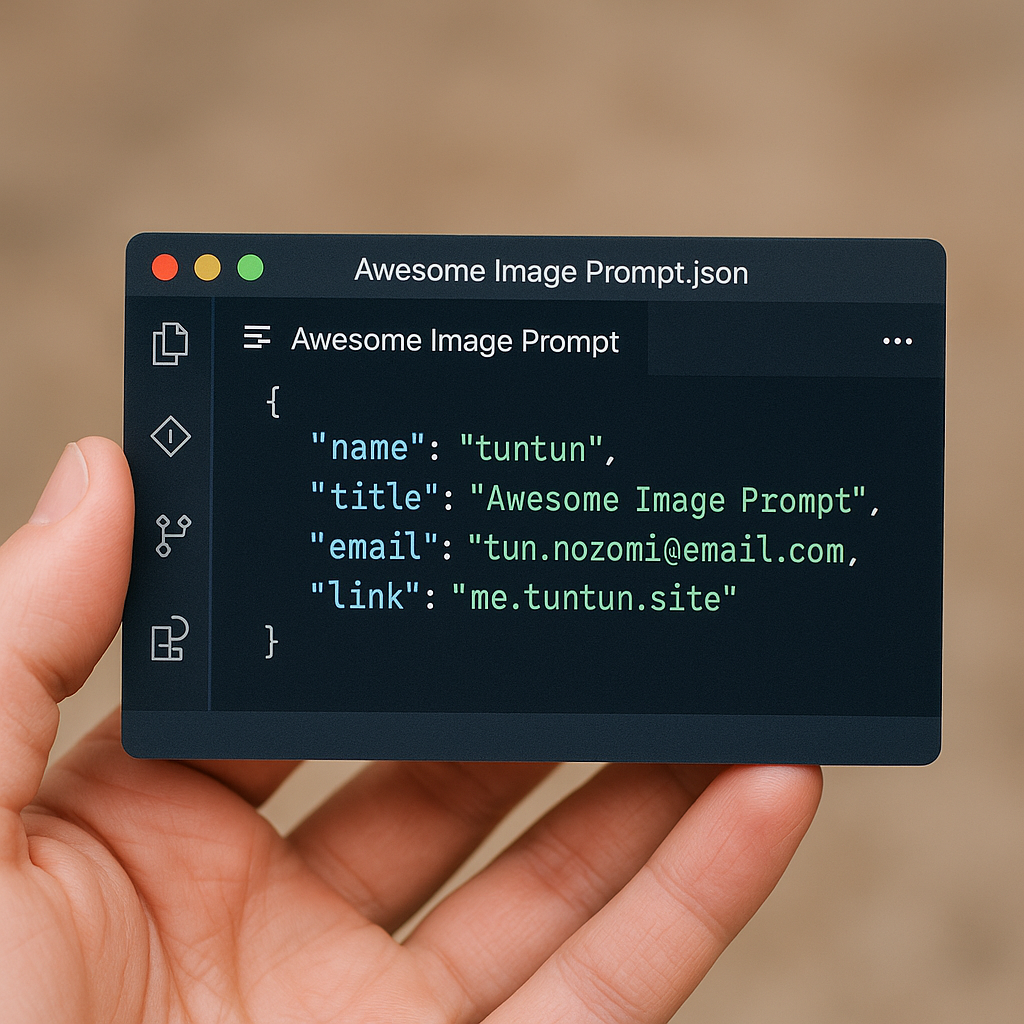 Awesome Image Prompt.json
Awesome Image Prompt
{
"name": "tuntun",
"title": "Awesome Image Prompt",
"email": "tun.nozomi@email.com,
"link": "me.tuntun.site"
}